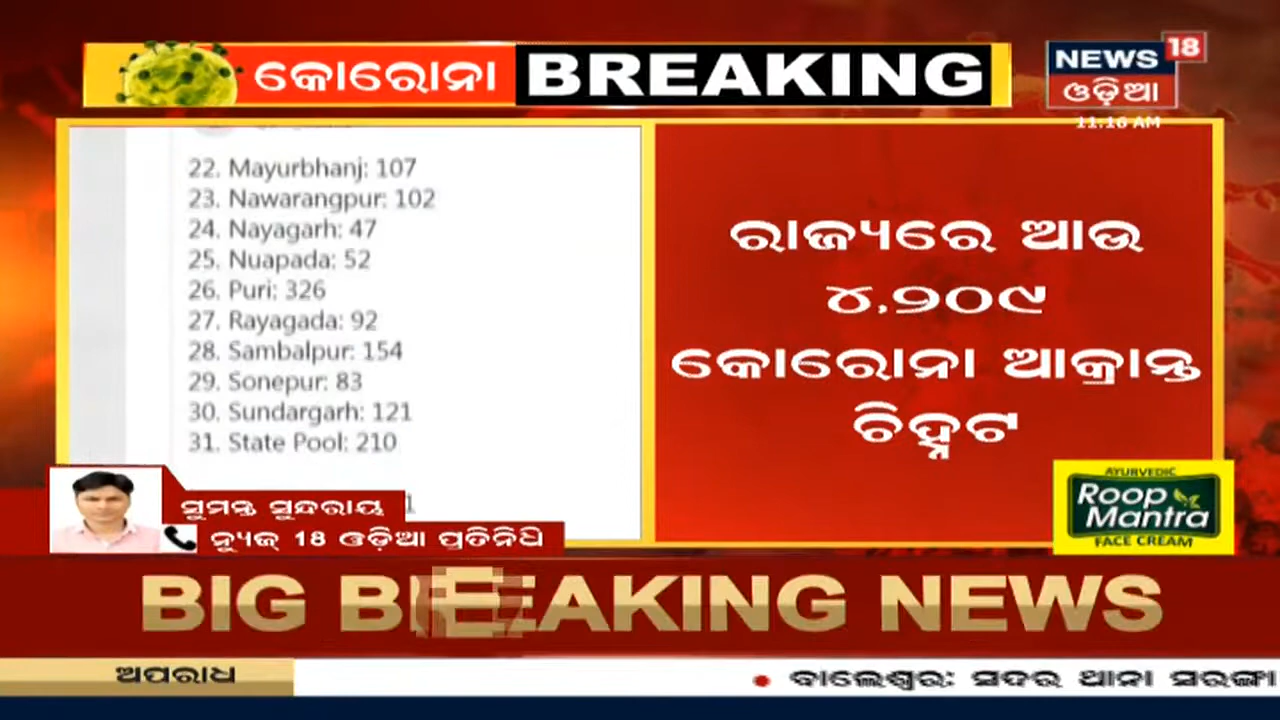 କୋରୋନା BREAKING
NEWS 18
ଓଡ଼ିଆ
11:16 AM
22. Mayurbhanj: 107
23. Nawarangpur: 102
24. Nayagarh: 47
25. Nuapada: 52
26. Puri: 326
27. Rayagada: 92
28. Sambalpur: 154
29. Sonepur: 83
30. Sundargarh: 121
31. State Pool: 210
ରାଜ୍ୟରେ ଆଉ
୪,୨୦୯
କୋରୋନା ଆକ୍ରାନ୍ତ
ଚିହ୍ନଟ
ସୁମନ୍ତ ସୁନ୍ଦରାୟ
ନ୍ୟୁଜ୍ 18 ଓଡ଼ିଆ ପ୍ରତିନିଧି
AYURVEDIC
Roop
Mantra
FACE CREAM
BIG BREAKING NEWS
ଅପରାଧ
• ବାଲେଶ୍ୱର: ସଦର ଥାନା ସରଙ୍ଗା